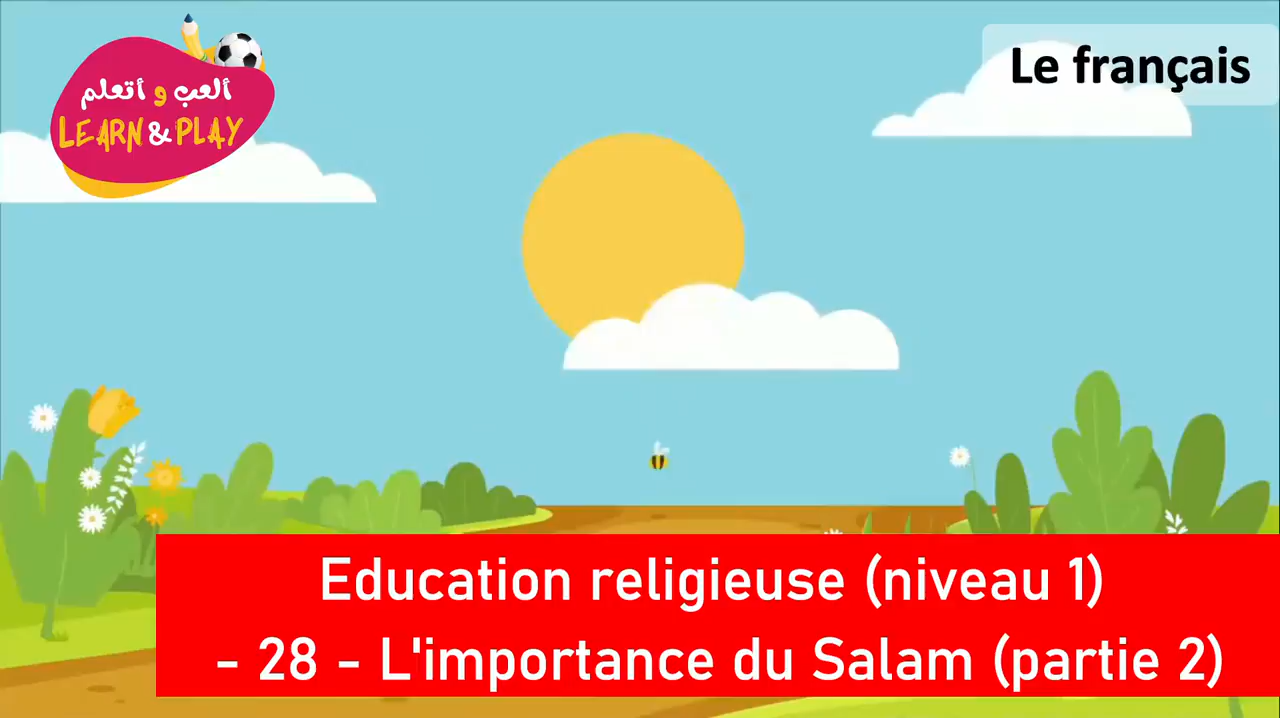 ألعب و أتعلم
LEARN & PLAY
Le français
Education religieuse (niveau 1)
- 28 - L'importance du Salam (partie 2)